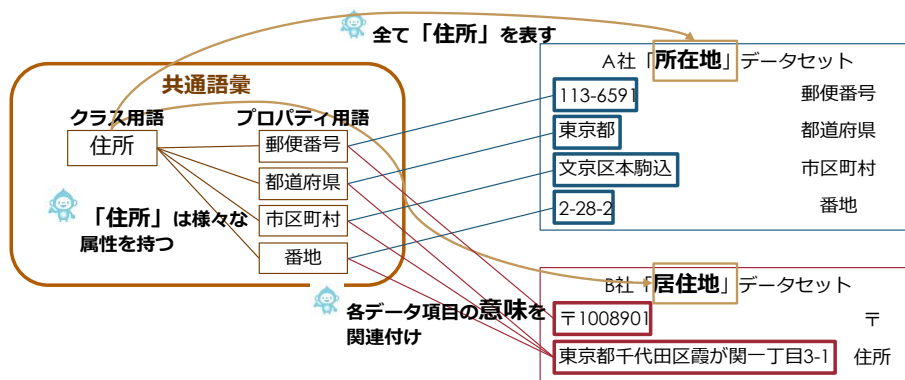 全て「住所」を表す
共通語彙
クラス用語
プロパティ用語
住所
郵便番号
都道府県
市区町村
番地
「住所」は様々な
属性を持つ
各データ項目の意味を
関連付け
A社「所在地」データセット
113-6591 郵便番号
東京都 都道府県
文京区本駒込 市区町村
2-28-2 番地
B社「居住地」データセット
〒1008901 〒
東京都千代田区霞が関一丁目3-1 住所